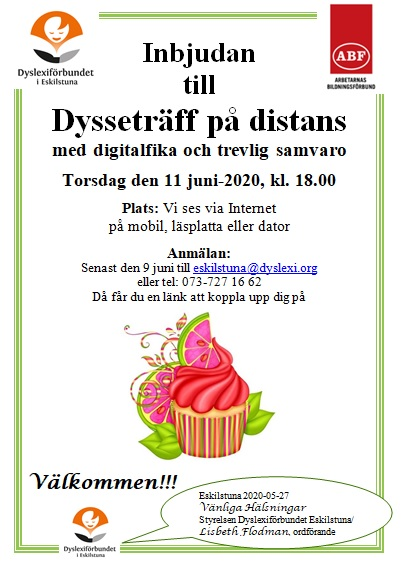 Dyslexiförbundet
i Eskilstuna
ABF
ARBETARNAS
BILDNINGSFÖRBUND
Inbjudan
till
Dysseträff på distans
med digitalfika och trevlig samvaro
Torsdag den 11 juni-2020, kl. 18.00
Plats: Vi ses via Internet
på mobil, läsplatta eller dator
Anmälan:
Senast den 9 juni till eskilstuna@dyslexi.org
eller tel: 073-727 16 62
Då får du en länk att koppla upp dig på
Välkommen!!!
Eskilstuna 2020-05-27
Vänliga Hälsningar
Styrelsen Dyslexiförbundet Eskilstuna/
Lisbeth Flodman, ordförande
Dyslexiförbundet
i Eskilstuna